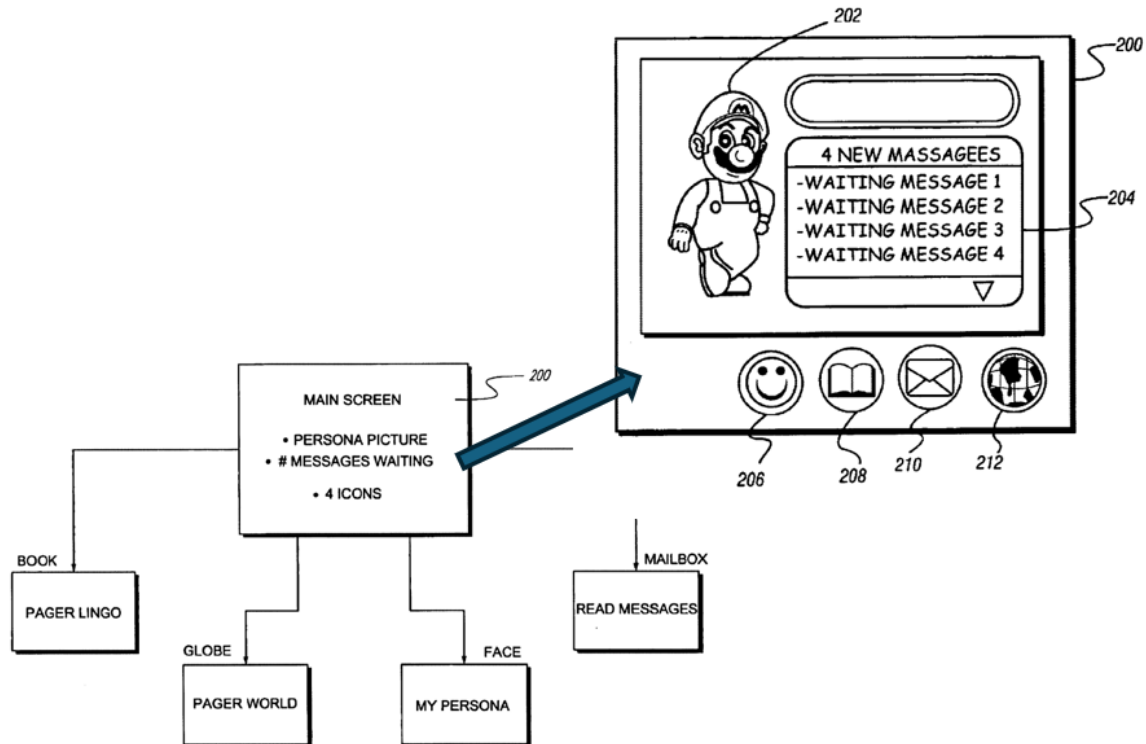 202
200
4 NEW MASSAGEES
-WAITING MESSAGE 1
-WAITING MESSAGE 2
-WAITING MESSAGE 3
-WAITING MESSAGE 4
204
206
208
210
212
MAIN SCREEN
200
• PERSONA PICTURE
• # MESSAGES WAITING
• 4 ICONS
BOOK
PAGER LINGO
GLOBE
PAGER WORLD
FACE
MY PERSONA
MAILBOX
READ MESSAGES
M